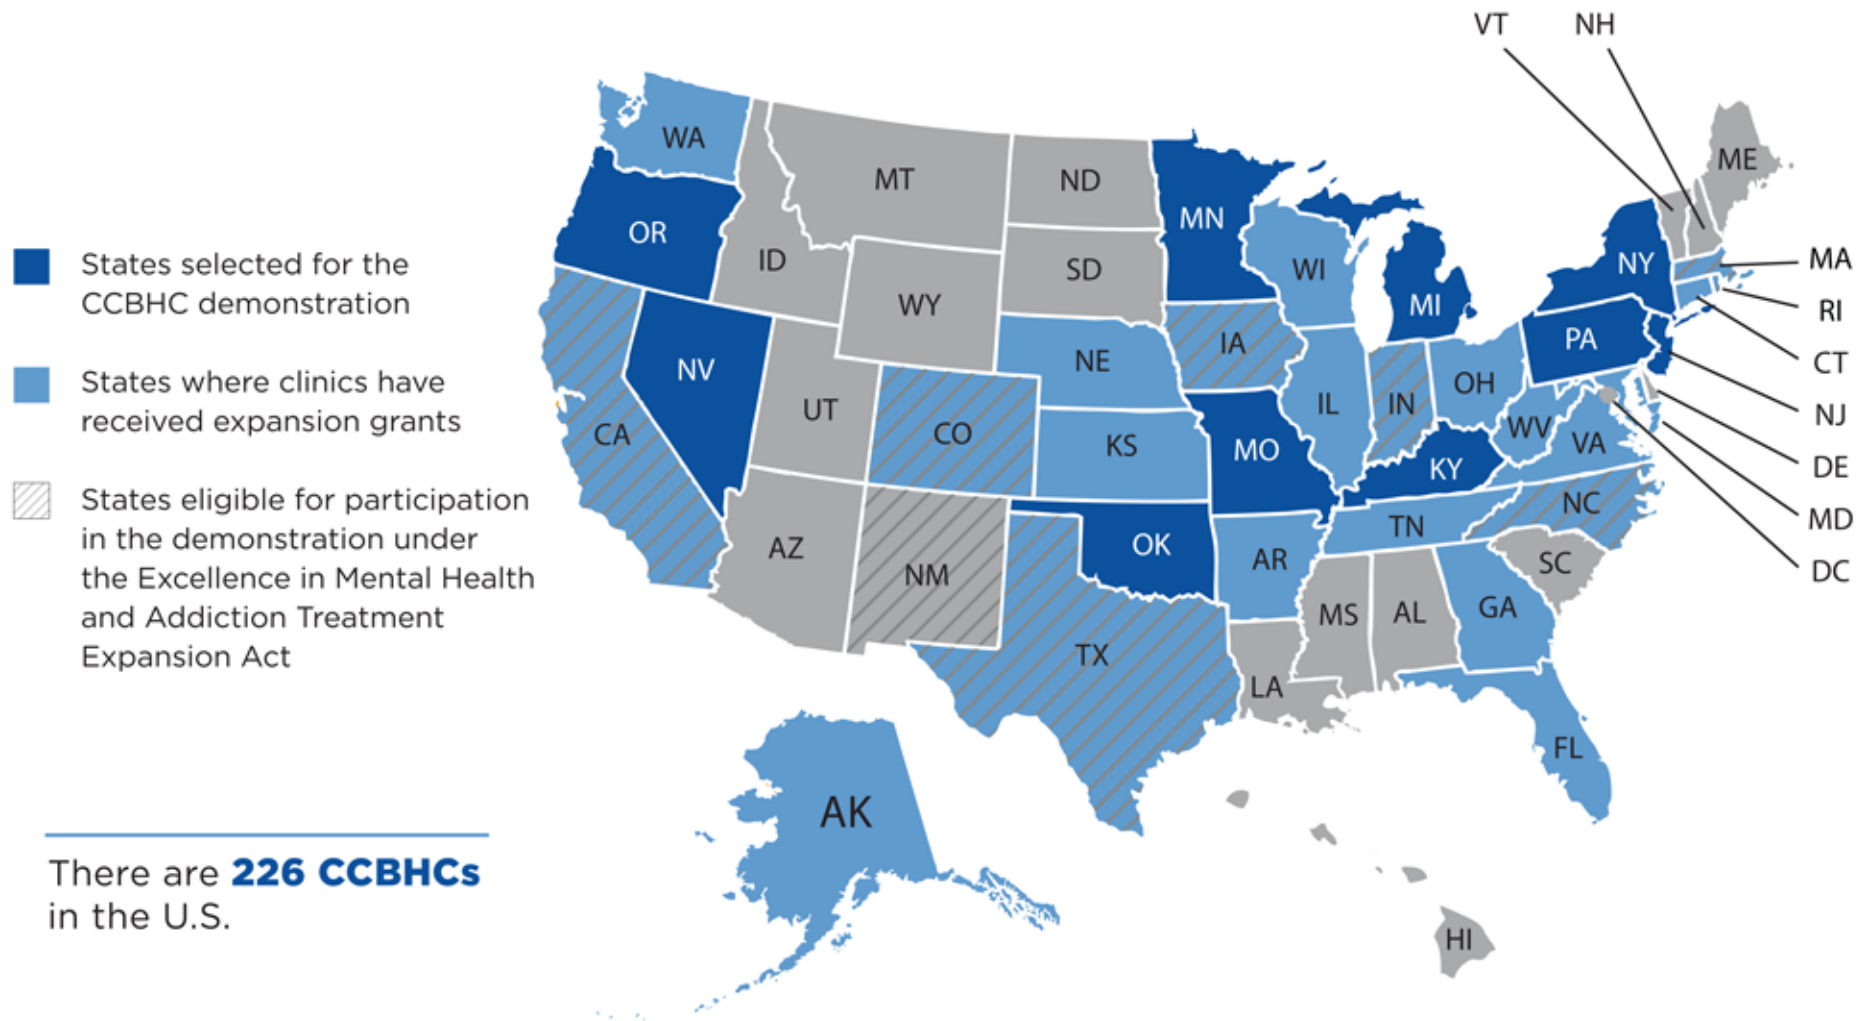 VT NH
ME
WA
MT
ND
MN
OR
ID
SD
WI
NY
MA
WY
MI
RI
States selected for the
CCBHC demonstration
IA
PA
CT
NV
NE
OH
NJ
States where clinics have
received expansion grants
UT
CO
CA
IL
IN
WV
VA
DE
KS
MO
KY
MD
States eligible for participation
in the demonstration under
the Excellence in Mental Health
and Addiction Treatment
Expansion Act
NC
TN
DC
AZ
OK
NM
AR
SC
MS
AL
GA
TX
LA
FL
AK
HI
There are 226 CCBHCs
in the U.S.